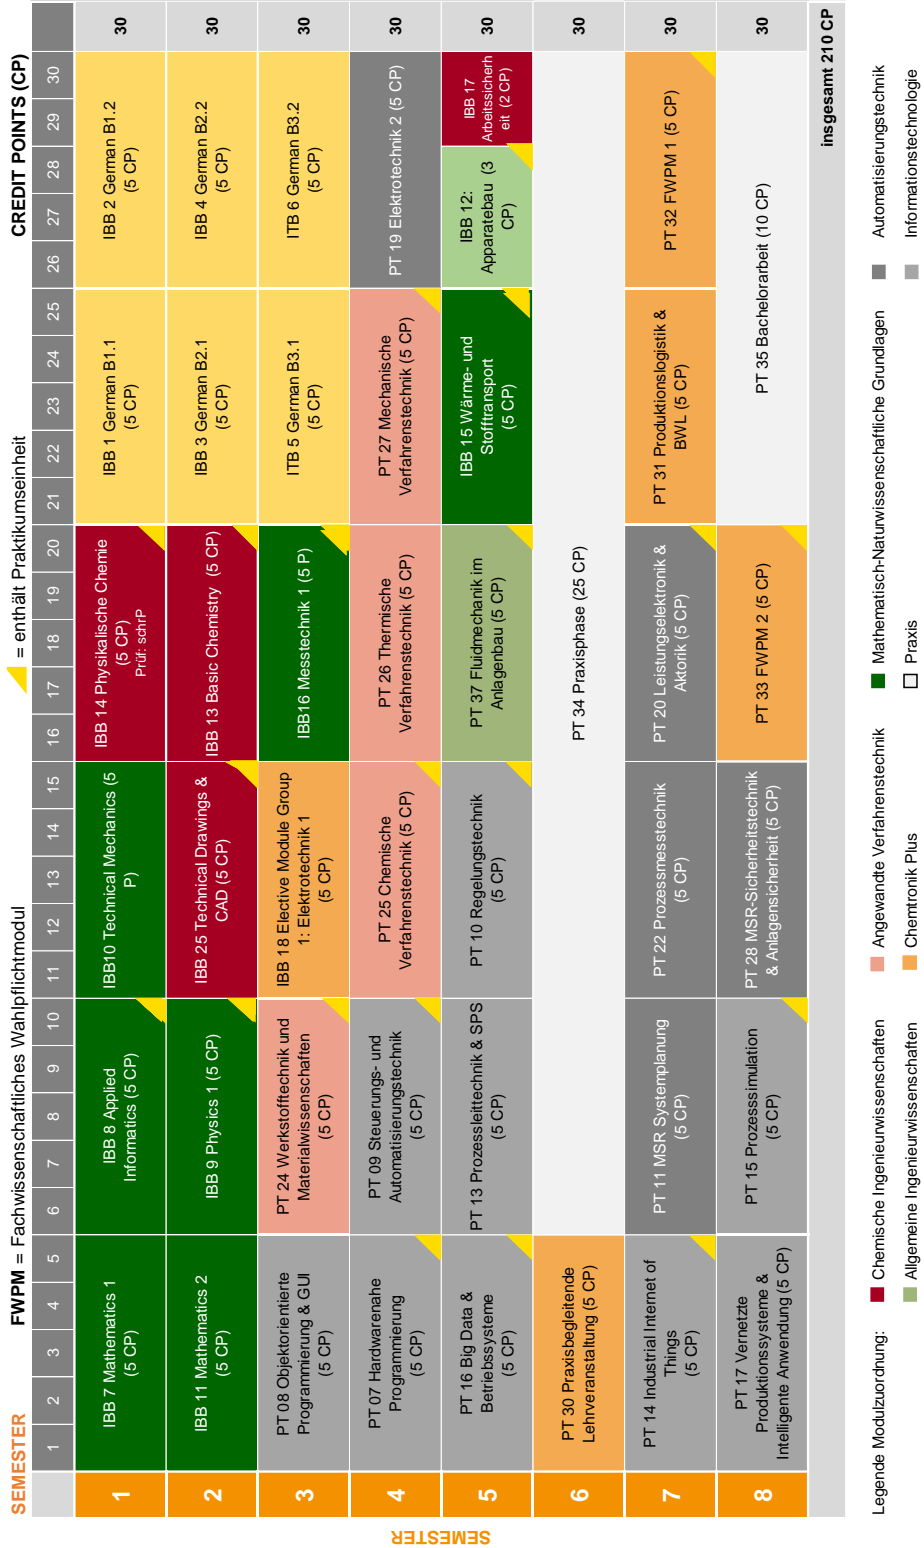 SEMESTER
FWPM = Fachwissenschaftliches Wahlpflichtmodul
= enthält Praktikumseinheit
CREDIT POINTS (CP)
1 2 3 4 5 6 7 8 9 10 11 12 13 14 15 16 17 18 19 20 21 22 23 24 25 26 27 28 29 30
SEMESTER
1
IBB 7 Mathematics 1
(5 CP)
IBB 8 Applied
Informatics (5 CP)
IBB10 Technical Mechanics (5
P)
IBB 14 Physikalische Chemie
(5 CP)
Prüf: schrP
IBB 1 German B1.1
(5 CP)
IBB 2 German B1.2
(5 CP)
30
2
IBB 11 Mathematics 2
(5 CP)
IBB 9 Physics 1 (5 CP)
IBB 25 Technical Drawings &
CAD (5 CP)
IBB 13 Basic Chemistry (5 CP)
IBB 3 German B2.1
(5 CP)
IBB 4 German B2.2
(5 CP)
30
3
PT 08 Objektorientierte
Programmierung & GUI
(5 CP)
PT 24 Werkstofftechnik und
Materialwissenschaften
(5 CP)
IBB 18 Elective Module Group
1: Elektrotechnik 1
(5 CP)
IBB16 Messtechnik 1 (5 P)
ITB 5 German B3.1
(5 CP)
ITB 6 German B3.2
(5 CP)
30
4
PT 07 Hardwarenahe
Programmierung
(5 CP)
PT 09 Steuerungs- und
Automatisierungstechnik
(5 CP)
PT 25 Chemische
Verfahrenstechnik (5 CP)
PT 26 Thermische
Verfahrenstechnik (5 CP)
PT 27 Mechanische
Verfahrenstechnik (5 CP)
PT 19 Elektrotechnik 2 (5 CP)
30
5
PT 16 Big Data &
Betriebssysteme
(5 CP)
PT 13 Prozessleittechnik & SPS
(5 CP)
PT 10 Regelungstechnik
(5 CP)
PT 37 Fluidmechanik im
Anlagenbau (5 CP)
IBB 15 Wärme- und
Stofftransport
(5 CP)
IBB 12:
Apparatebau (3
CP)
IBB 17
Arbeitssicherh
eit (2 CP)
30
6
PT 30 Praxisbegleitende
Lehrveranstaltung (5 CP)
PT 34 Praxisphase (25 CP)
30
7
PT 14 Industrial Internet of
Things
(5 CP)
PT 11 MSR Systemplanung
(5 CP)
PT 22 Prozessmesstechnik
(5 CP)
PT 20 Leistungselektronik &
Aktorik (5 CP)
PT 31 Produktionslogistik &
BWL (5 CP)
PT 32 FWPM 1 (5 CP)
30
8
PT 17 Vernetzte
Produktionssysteme &
Intelligente Anwendung (5 CP)
PT 15 Prozesssimulation
(5 CP)
PT 28 MSR-Sicherheitstechnik
& Anlagensicherheit (5 CP)
PT 33 FWPM 2 (5 CP)
PT 35 Bachelorarbeit (10 CP)
30
insgesamt 210 CP
Legende Modulzuordnung:
Chemische Ingenieurwissenschaften
Angewandte Verfahrenstechnik
Mathematisch-Naturwissenschaftliche Grundlagen
Automatisierungstechnik
Allgemeine Ingenieurwissenschaften
Chemtronik Plus
Praxis
Informationstechnologie